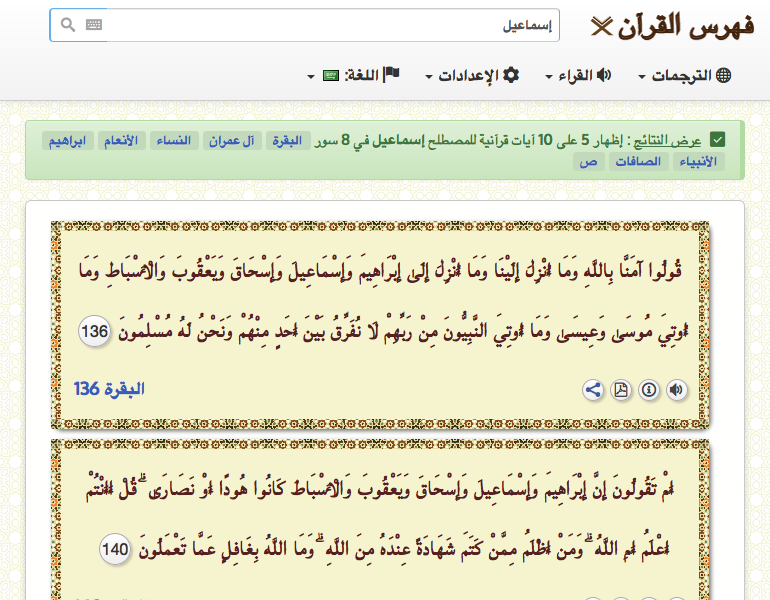 فهرس القرآن
إسماعيل
الترجمات
القراء
الإعدادات
اللغة:
عرض النتائج : إظهار 5 على 10 آيات قرآنية للمصطلح إسماعيل في 8 سور البقرة آل عمران النساء الأنعام ابراهيم
الأنبياء الصافات ص
قُولُوا آمَنَّا بِاللَّهِ وَمَا أُنْزِلَ إِلَيْنَا وَمَا أُنْزِلَ إِلَىٰ إِبْرَاهِيمَ وَإِسْمَاعِيلَ وَإِسْحَاقَ وَيَعْقُوبَ وَالْأَسْبَاطِ وَمَا
أُوتِيَ مُوسَىٰ وَعِيسَىٰ وَمَا أُوتِيَ النَّبِيُّونَ مِنْ رَبِّهِمْ لَا نُفَرِّقُ بَيْنَ أَحَدٍ مِنْهُمْ وَنَحْنُ لَهُ مُسْلِمُونَ 136
البقرة 136
أَمْ تَقُولُونَ إِنَّ إِبْرَاهِيمَ وَإِسْمَاعِيلَ وَإِسْحَاقَ وَيَعْقُوبَ وَالْأَسْبَاطَ كَانُوا هُودًا أَوْ نَصَارَىٰ ۗ قُلْ أَأَنْتُمْ
أَعْلَمُ أَمِ اللَّهُ ۗ وَمَنْ أَظْلَمُ مِمَّنْ كَتَمَ شَهَادَةً عِنْدَهُ مِنَ اللَّهِ ۗ وَمَا اللَّهُ بِغَافِلٍ عَمَّا تَعْمَلُونَ 140